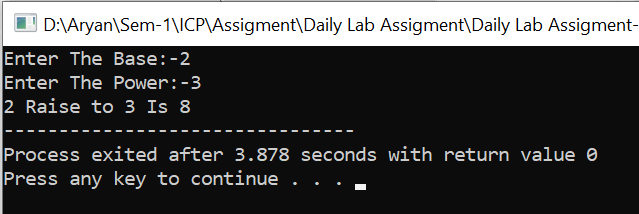 D:\Aryan\Sem-1\ICP\Assigment\Daily Lab Assigment\Daily Lab Assigment-
Enter The Base:-2
Enter The Power:-3
2 Raise to 3 Is 8
--------------------------------
Process exited after 3.878 seconds with return value 0
Press any key to continue . . .